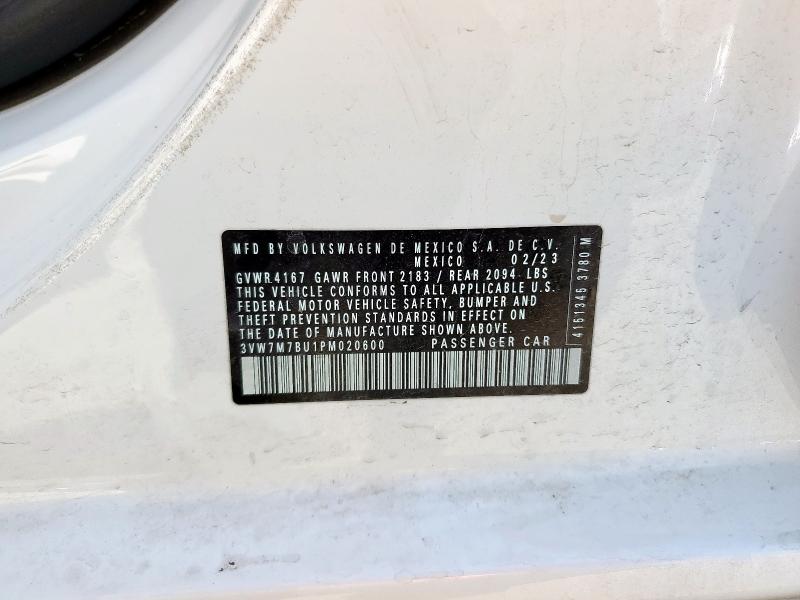 MFD BY VOLKSWAGEN DE MEXICO S.A. DE C.V.
MEXICO 02/23
GVWR.4167 GAWR FRONT 2183 / REAR 2094 LBS
THIS VEHICLE CONFORMS TO ALL APPLICABLE U.S.
FEDERAL MOTOR VEHICLE SAFETY, BUMPER AND
THEFT PREVENTION STANDARDS IN EFFECT ON
THE DATE OF MANUFACTURE SHOWN ABOVE.
3VW7M7BU1PM020600 PASSENGER CAR
4151345 3780 M